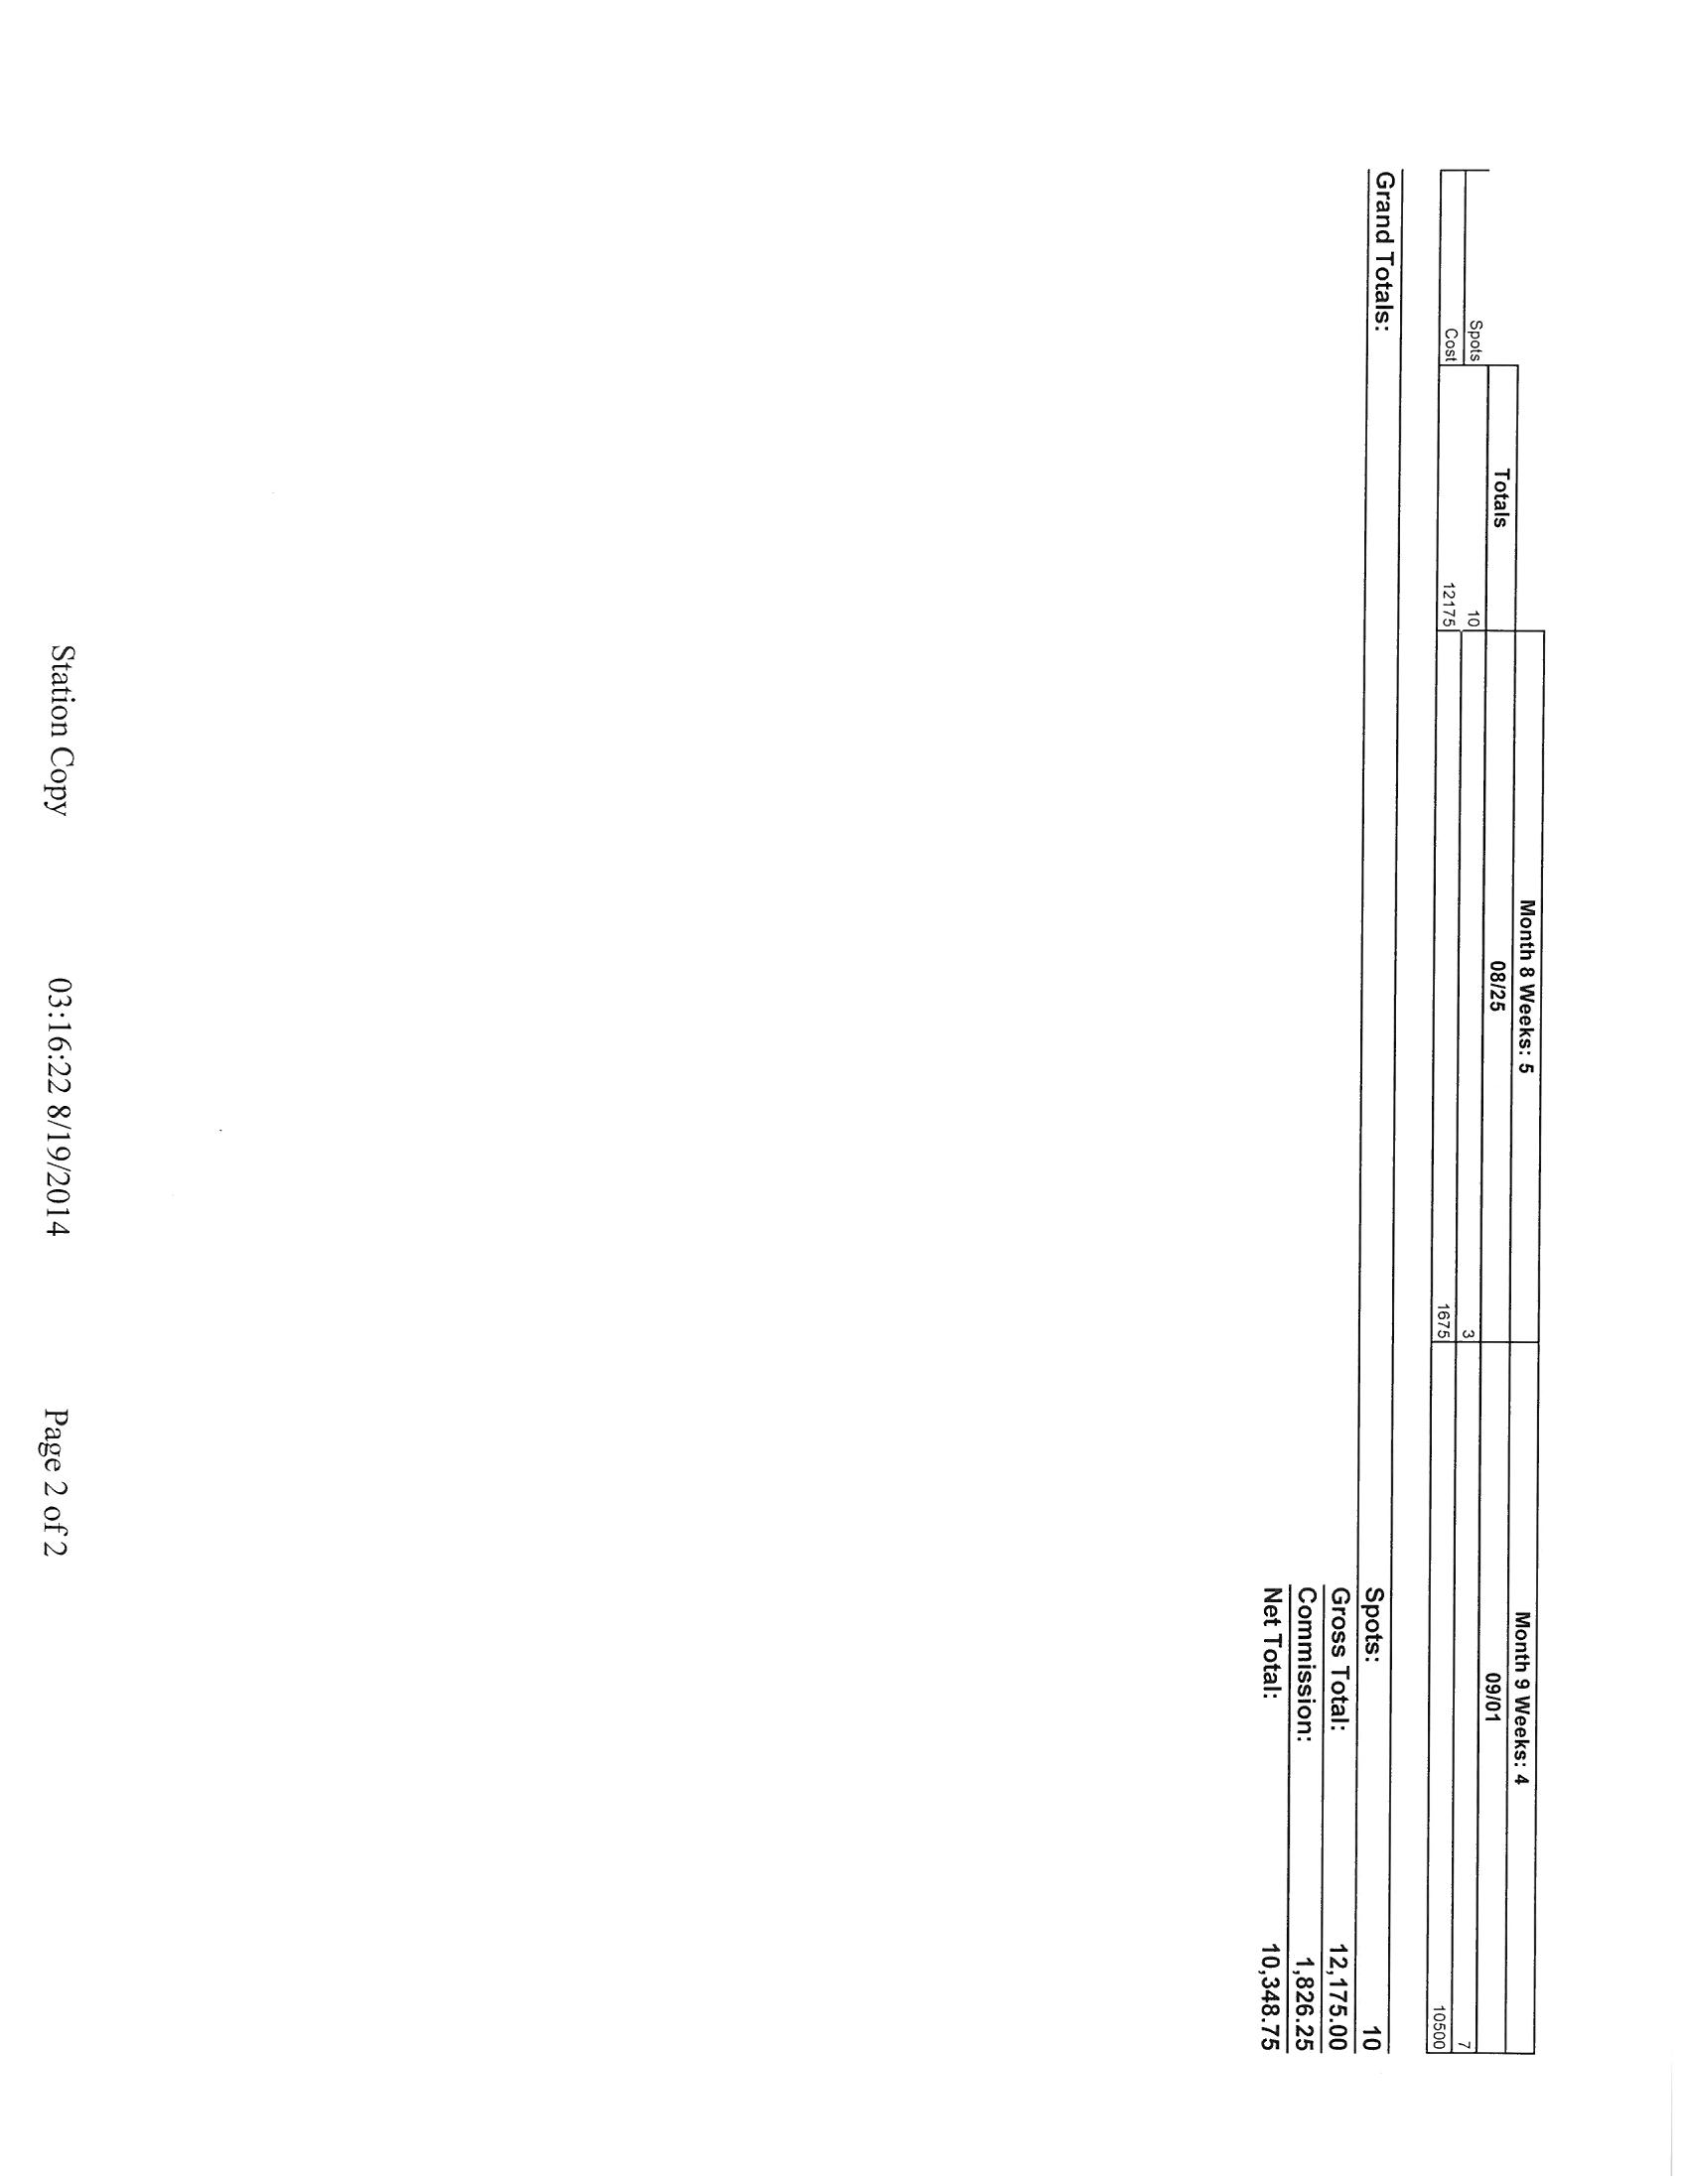 Month 8 Weeks: 5 Month 9 Weeks: 4
Totals 08/25 09/01
Spots 10 3 7
Cost 12175 1675 10500
Grand Totals: Spots: 10
Gross Total: 12,175.00
Commission: 1,826.25
Net Total: 10,348.75
Station Copy 03:16:22 8/19/2014 Page 2 of 2